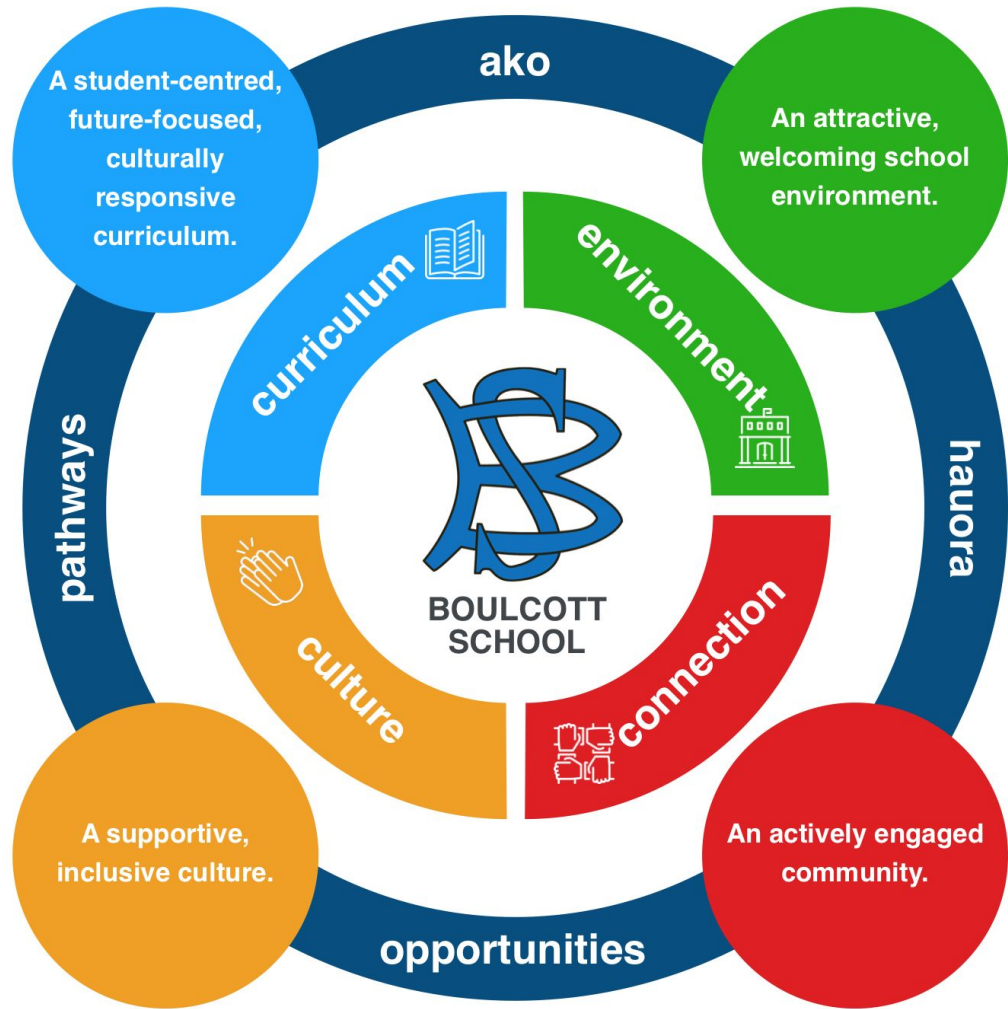 ako
A student-centred,
future-focused,
culturally
responsive
curriculum.
An attractive,
welcoming school
environment.
curriculum
environment
pathways
hauora
BS
BOULCOTT
SCHOOL
culture
connection
A supportive,
inclusive culture.
An actively engaged
community.
opportunities